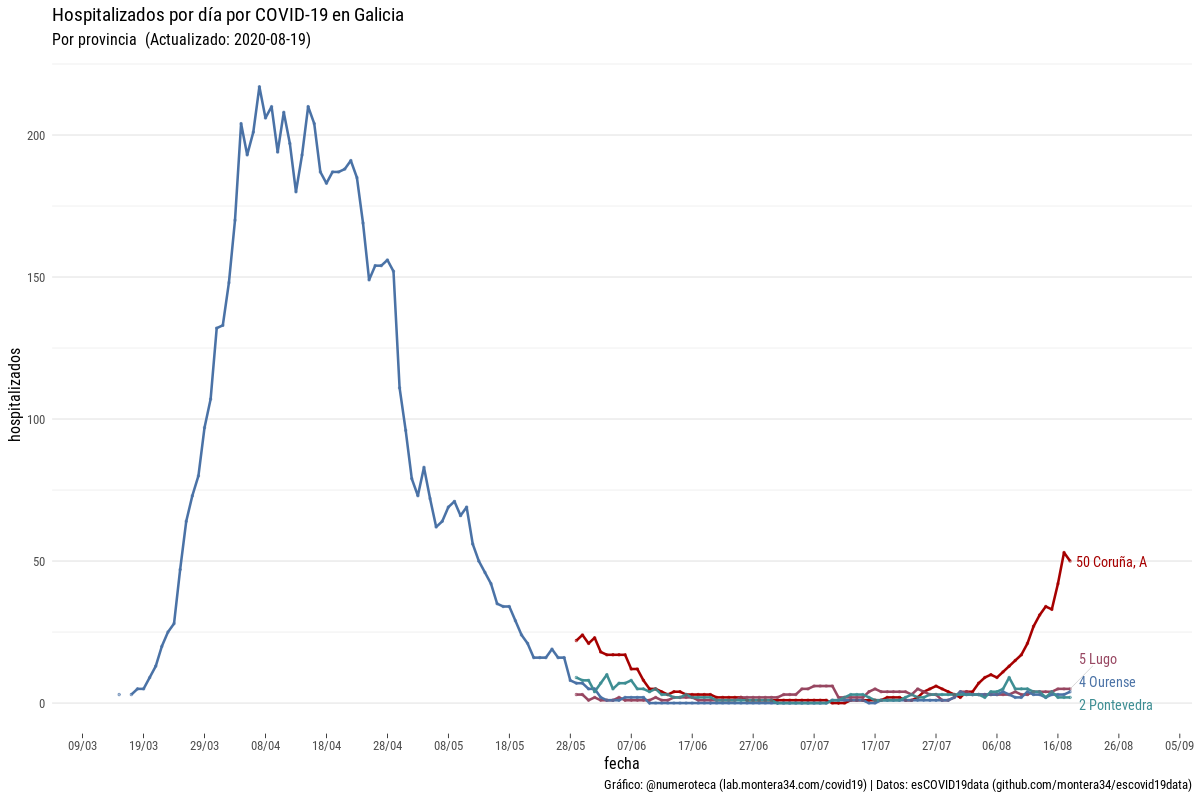 Hospitalizados por día por COVID-19 en Galicia
Por provincia  (Actualizado: 2020-08-19)
hospitalizados
200
150
100
50
0
50 Coruña, A
5 Lugo
4 Ourense
2 Pontevedra
09/03 19/03 29/03 08/04 18/04 28/04 08/05 18/05 28/05 07/06 17/06 27/06 07/07 17/07 27/07 06/08 16/08 26/08 05/09
fecha
Gráfico: @numeroteca (lab.montera34.com/covid19) | Datos: esCOVID19data (github.com/montera34/escovid19data)